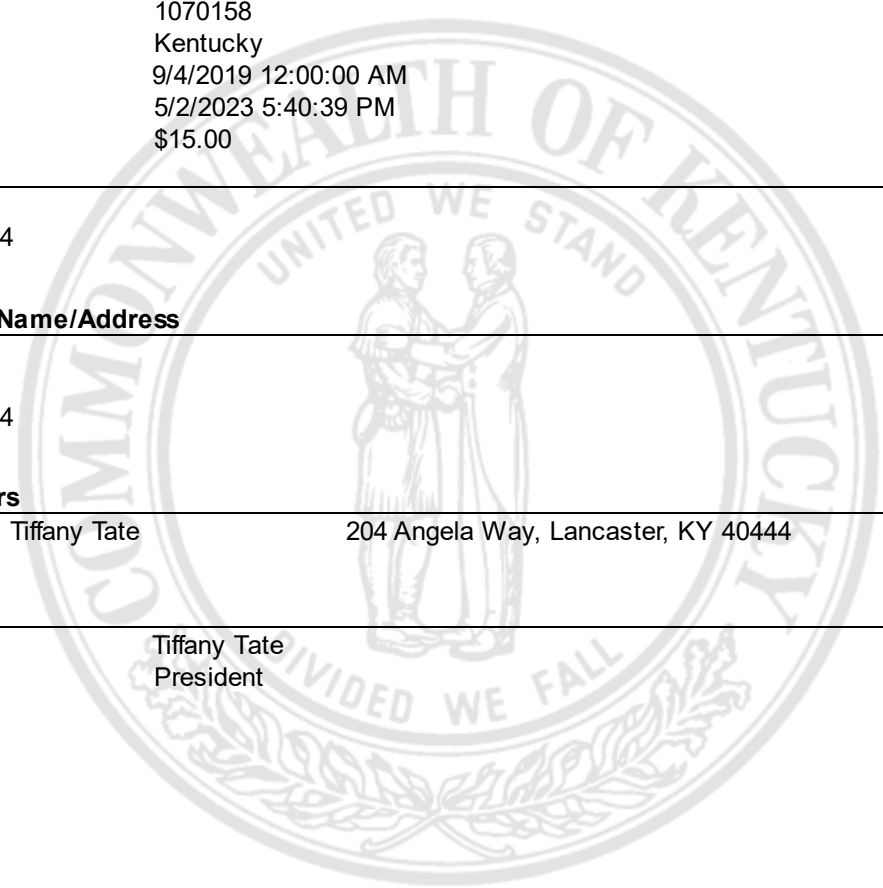 1070158
Kentucky
9/4/2019 12:00:00 AM
5/2/2023 5:40:39 PM
$15.00
4
Name/Address
4
rs
Tiffany Tate 204 Angela Way, Lancaster, KY 40444
Tiffany Tate
President
COMMONWEALTH OF KENTUCKY
UNITED WE STAND
DIVIDED WE FALL